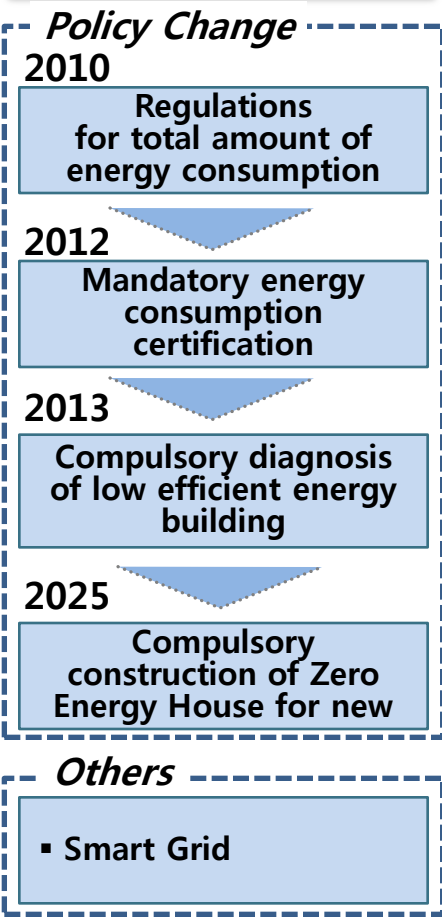 Policy Change
2010
Regulations
for total amount of
energy consumption
2012
Mandatory energy
consumption
certification
2013
Compulsory diagnosis
of low efficient energy
building
2025
Compulsory
construction of Zero
Energy House for new
Others
▪ Smart Grid